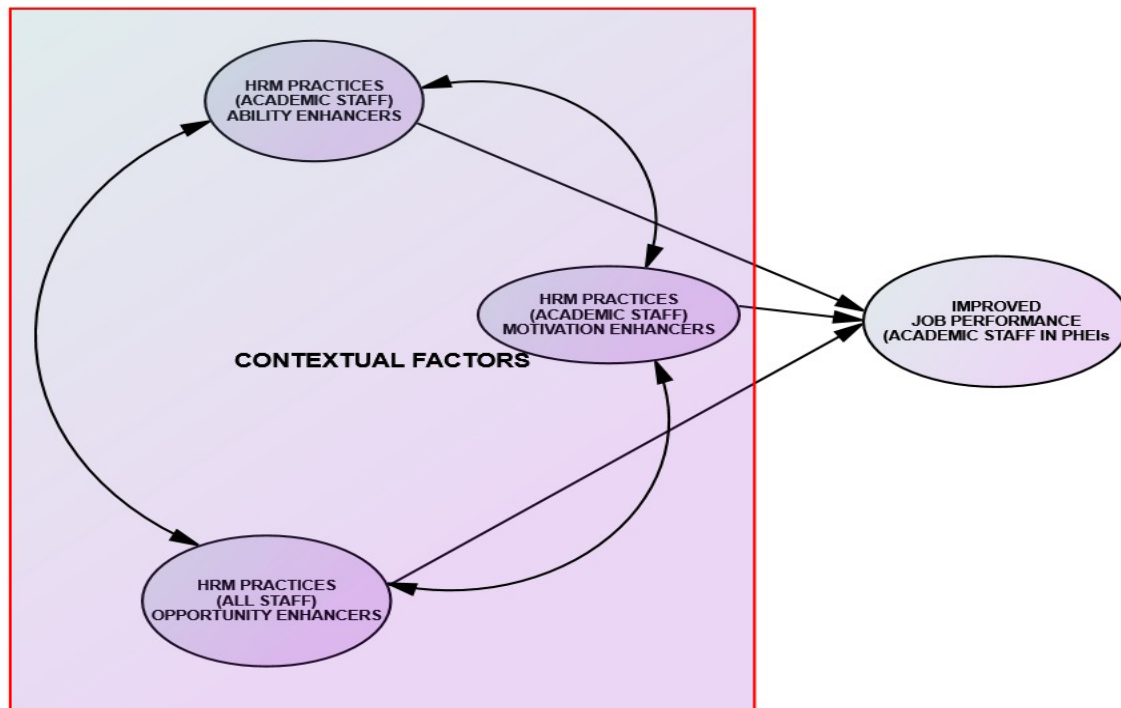 HRM PRACTICES
(ACADEMIC STAFF)
ABILITY ENHANCERS
HRM PRACTICES
(ACADEMIC STAFF)
MOTIVATION ENHANCERS
IMPROVED
JOB PERFORMANCE
(ACADEMIC STAFF IN PHEIs
CONTEXTUAL FACTORS
HRM PRACTICES
(ALL STAFF)
OPPORTUNITY ENHANCERS